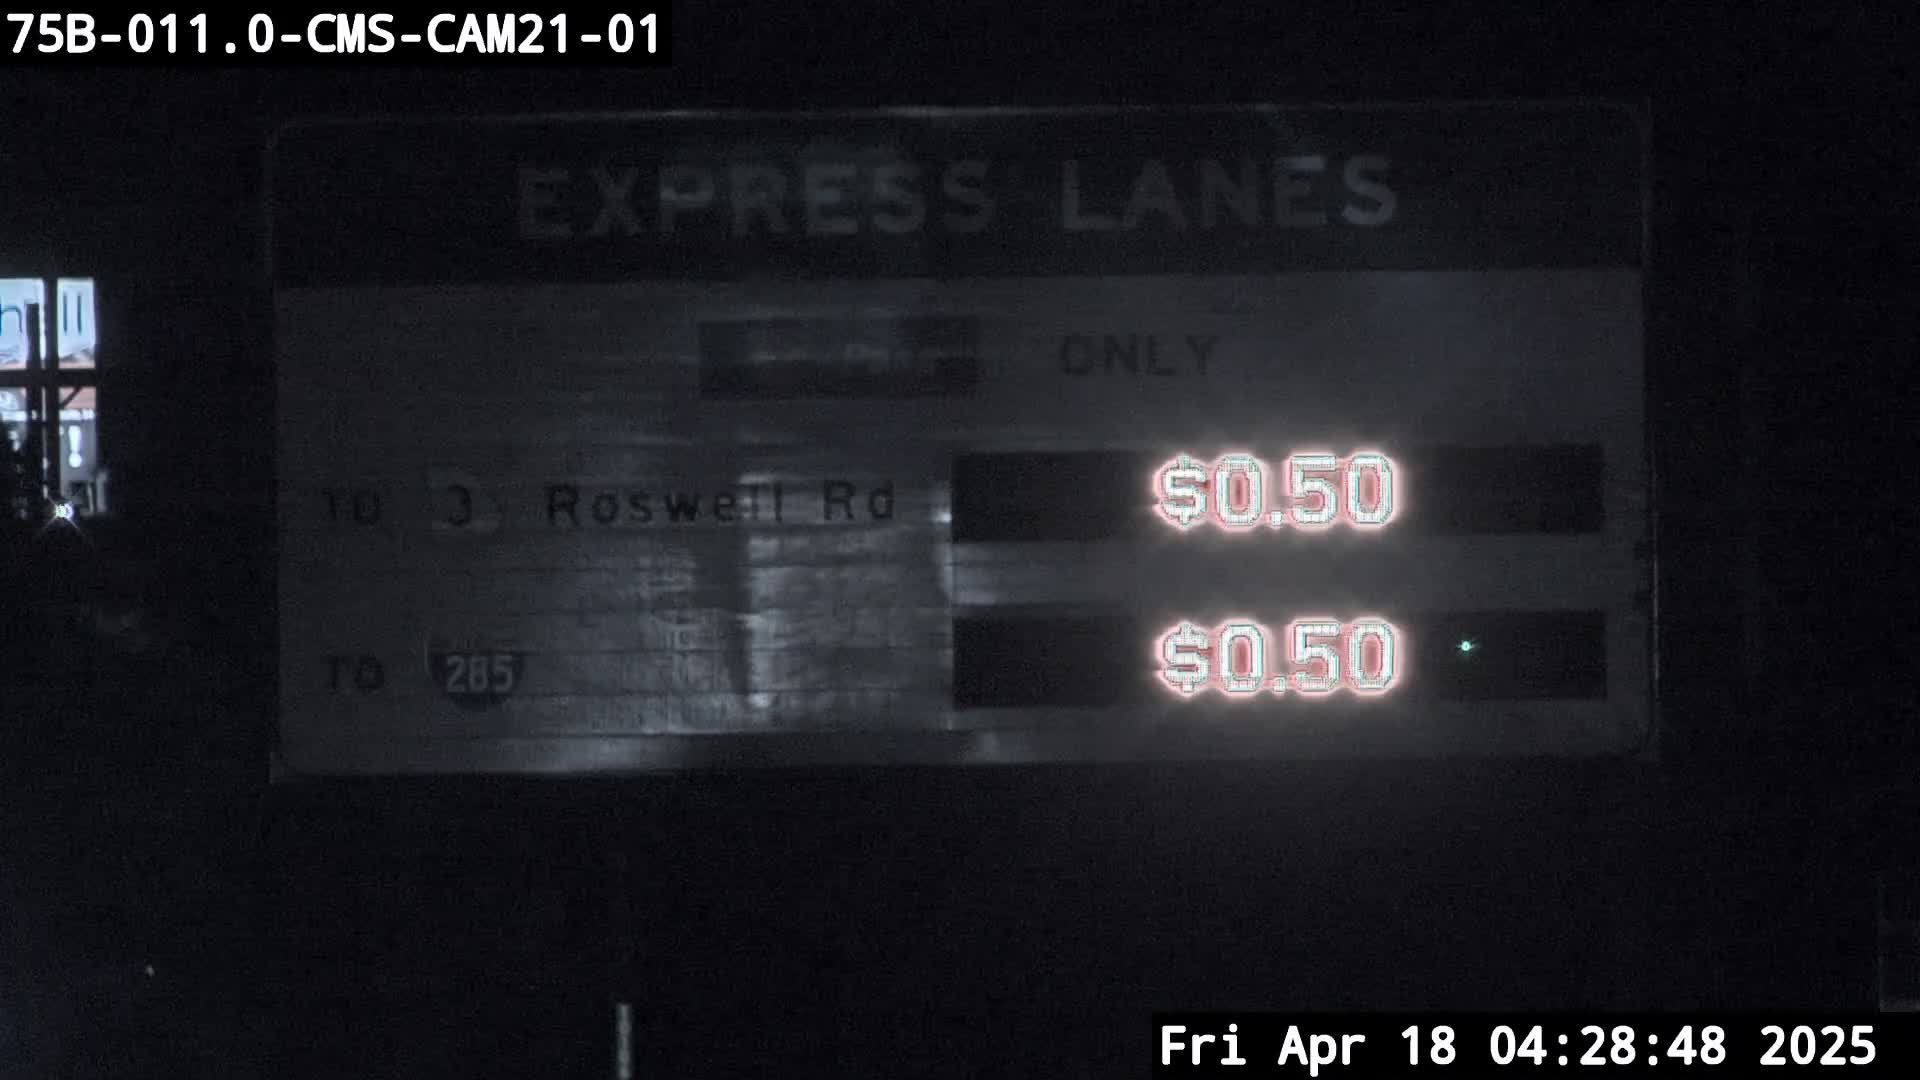 75B-011.0-CMS-CAM21-01
EXPRESS LANES
ONLY
TO 3 Roswell Rd $0.50
TO 285 $0.50
Fri Apr 18 04:28:48 2025